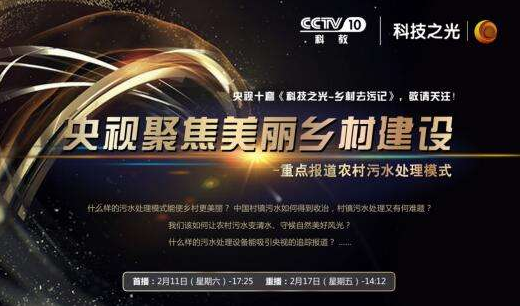 CCTV 10
科教
科技之光
央视十套《科技之光-乡村去污记》，敬请关注！
央视聚焦美丽乡村建设
-重点报道农村污水处理模式
什么样的污水处理模式能使乡村更美丽？ 中国村镇污水如何得到收治，村镇污水处理又有何难题？
我们该如何让农村污水变清水、守候自然美好风光？
什么样的污水处理设备能吸引央视的追踪报道？ ......
首播：2月11日（星期六）-17:25 重播：2月17日（星期五）-14:12